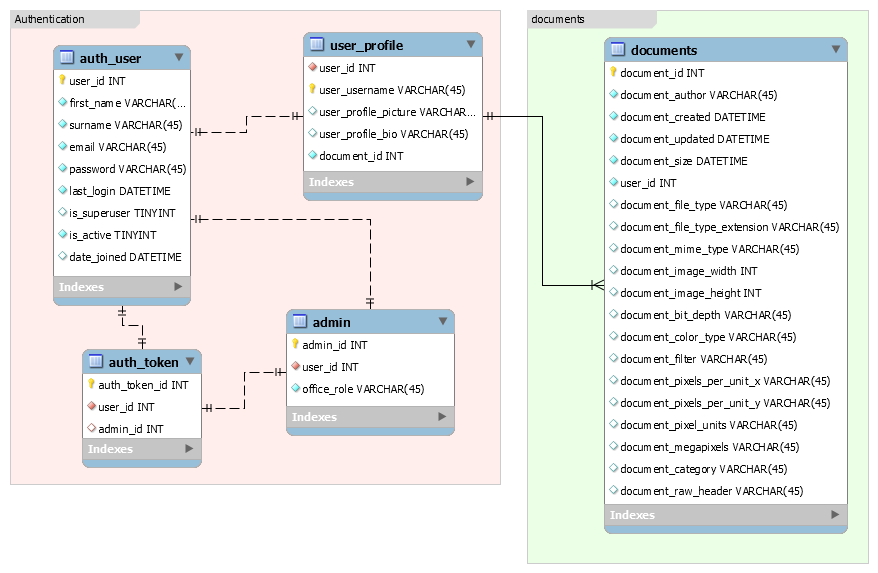 Authentication
auth_user
user_id INT
first_name VARCHAR(...
surname VARCHAR(45)
email VARCHAR(45)
password VARCHAR(45)
last_login DATETIME
is_superuser TINYINT
is_active TINYINT
date_joined DATETIME
Indexes
user_profile
user_id INT
user_username VARCHAR(45)
user_profile_picture VARCHAR...
user_profile_bio VARCHAR(45)
document_id INT
Indexes
auth_token
auth_token_id INT
user_id INT
admin_id INT
Indexes
admin
admin_id INT
user_id INT
office_role VARCHAR(45)
Indexes
documents
documents
document_id INT
document_author VARCHAR(45)
document_created DATETIME
document_updated DATETIME
document_size DATETIME
user_id INT
document_file_type VARCHAR(45)
document_file_type_extension VARCHAR(45)
document_mime_type VARCHAR(45)
document_image_width INT
document_image_height INT
document_bit_depth VARCHAR(45)
document_color_type VARCHAR(45)
document_filter VARCHAR(45)
document_pixels_per_unit_x VARCHAR(45)
document_pixels_per_unit_y VARCHAR(45)
document_pixel_units VARCHAR(45)
document_megapixels VARCHAR(45)
document_category VARCHAR(45)
document_raw_header VARCHAR(45)
Indexes